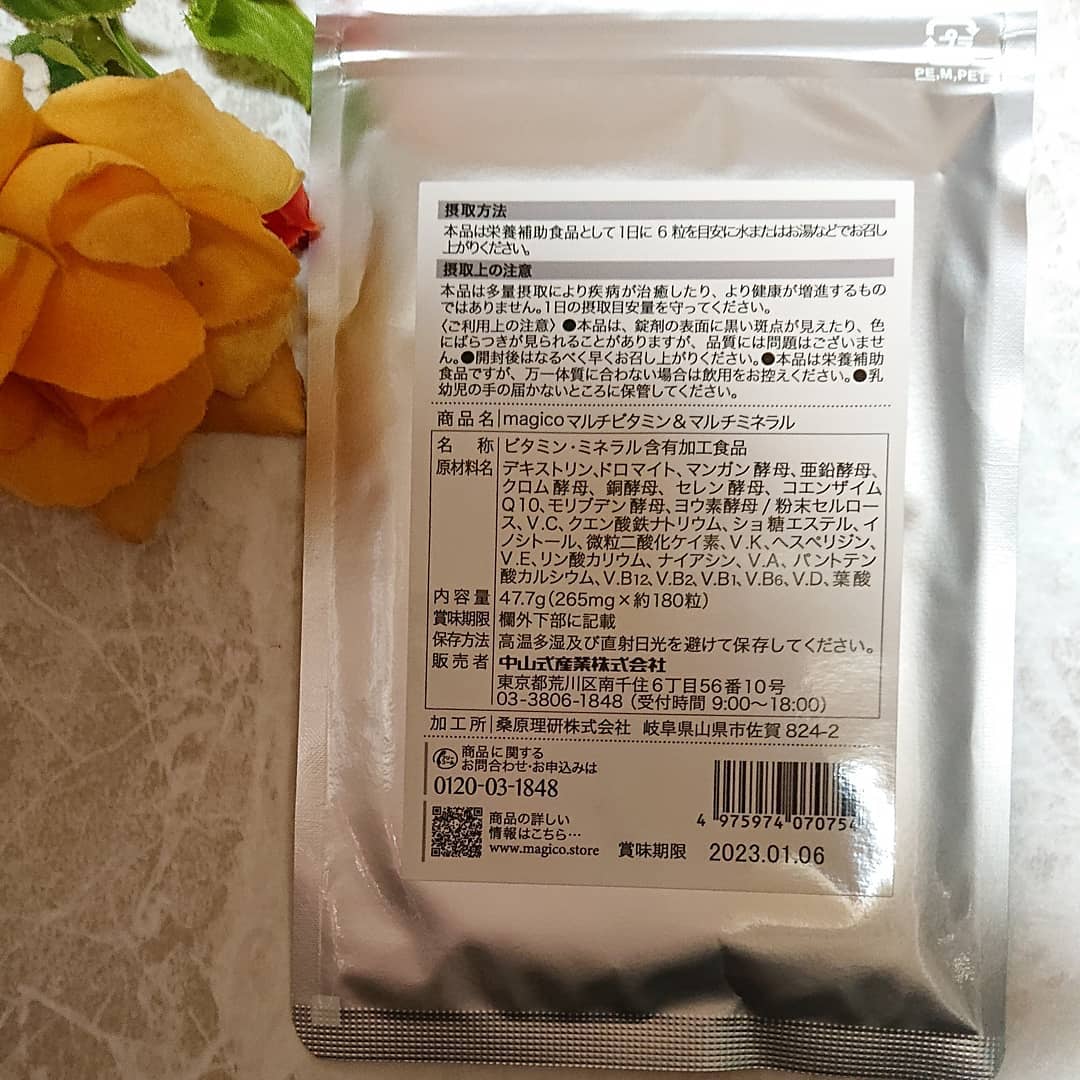 プラ
PE,M,PET
摂取方法
本品は栄養補助食品として1日に 6 粒を目安に水またはお湯などでお召し
上がりください。
摂取上の注意
本品は多量摂取により疾病が治癒したり、より健康が増進するもの
ではありません。1日の摂取目安量を守ってください。
〈ご利用上の注意〉●本品は、錠剤の表面に黒い斑点が見えたり、色
にばらつきが見られることがありますが、品質には問題はございませ
ん。●開封後はなるべく早くお召し上がりください。●本品は栄養補助
食品ですが、万一体質に合わない場合は飲用をお控えください。●乳
幼児の手の届かないところに保管してください。
商品名 magicoマルチビタミン&マルチミネラル
名 称 ビタミン・ミネラル含有加工食品
原材料名 デキストリン、ドロマイト、マンガン酵母、亜鉛酵母、
クロム酵母、銅酵母、セレン酵母、コエンザイム
Q10、モリブデン酵母、ヨウ素酵母/粉末セルロー
ス、V.C、クエン酸鉄ナトリウム、ショ糖エステル、イ
ノシトール、微粒二酸化ケイ素、V.K、ヘスペリジン、
V.E、リン酸カリウム、ナイアシン、V.A、パントテン
酸カルシウム、V.B12、V.B2、V.B1、V.B6、V.D、葉酸
内容量 47.7g(265mg×約180粒)
賞味期限 欄外下部に記載
保存方法 高温多湿及び直射日光を避けて保存してください。
販売者 中山式産業株式会社
東京都荒川区南千住6丁目56番10号
03-3806-1848 (受付時間 9:00〜18:00)
加工所 桑原理研株式会社 岐阜県山県市佐賀824-2
商品に関する
お問合わせ・お申込みは
0120-03-1848
商品の詳しい
情報はこちら…
www.magico.store
4 975974 070754
賞味期限 2023.01.06